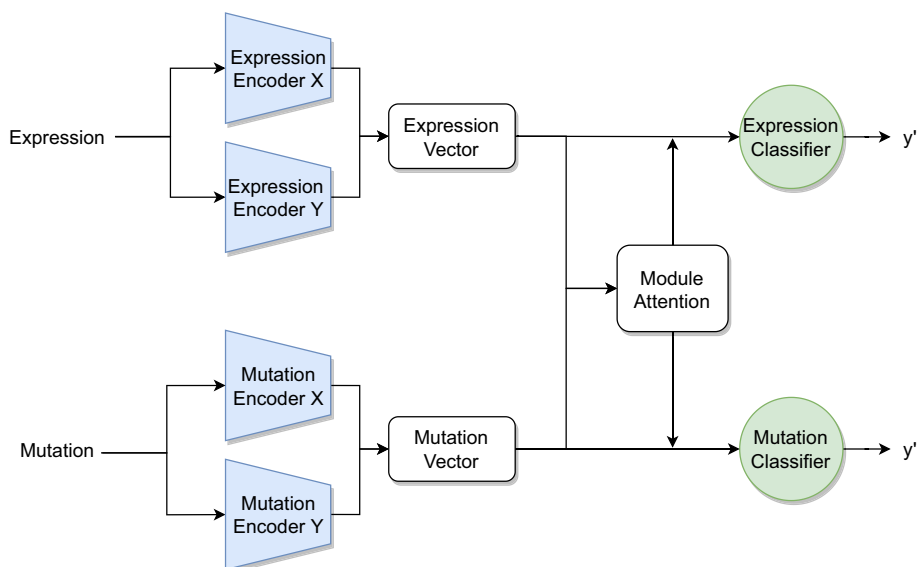 Expression
Expression
Encoder X
Expression
Encoder Y
Expression
Vector
Module
Attention
Expression
Classifier
y'
Mutation
Mutation
Encoder X
Mutation
Encoder Y
Mutation
Vector
Mutation
Classifier
y'